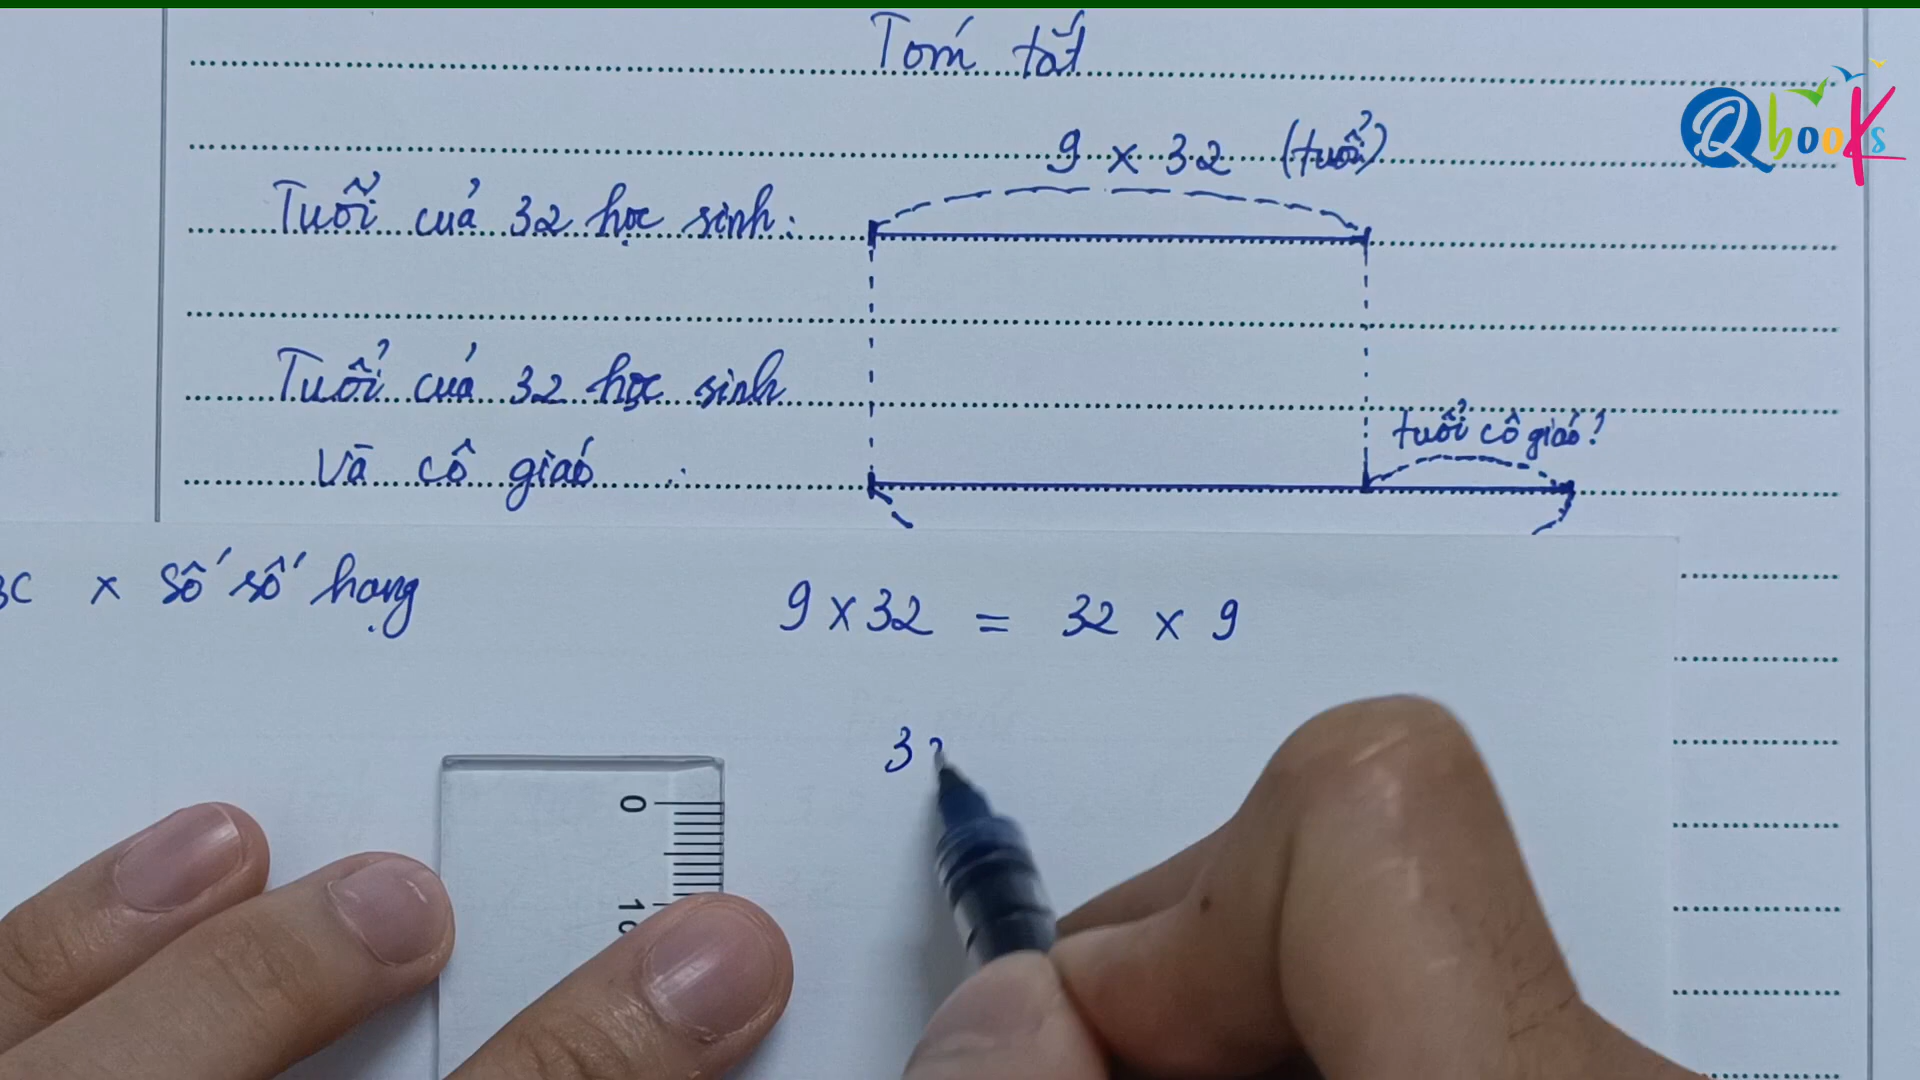 Tóm tắt
9 x 32 (tuổi)
Tuổi của 32 học sinh:
Tuổi của 32 học sinh
Và cô giáo :
tuổi cô giáo?
x số số hạng
9 x 32 = 32 x 9
3
0
Qbooks